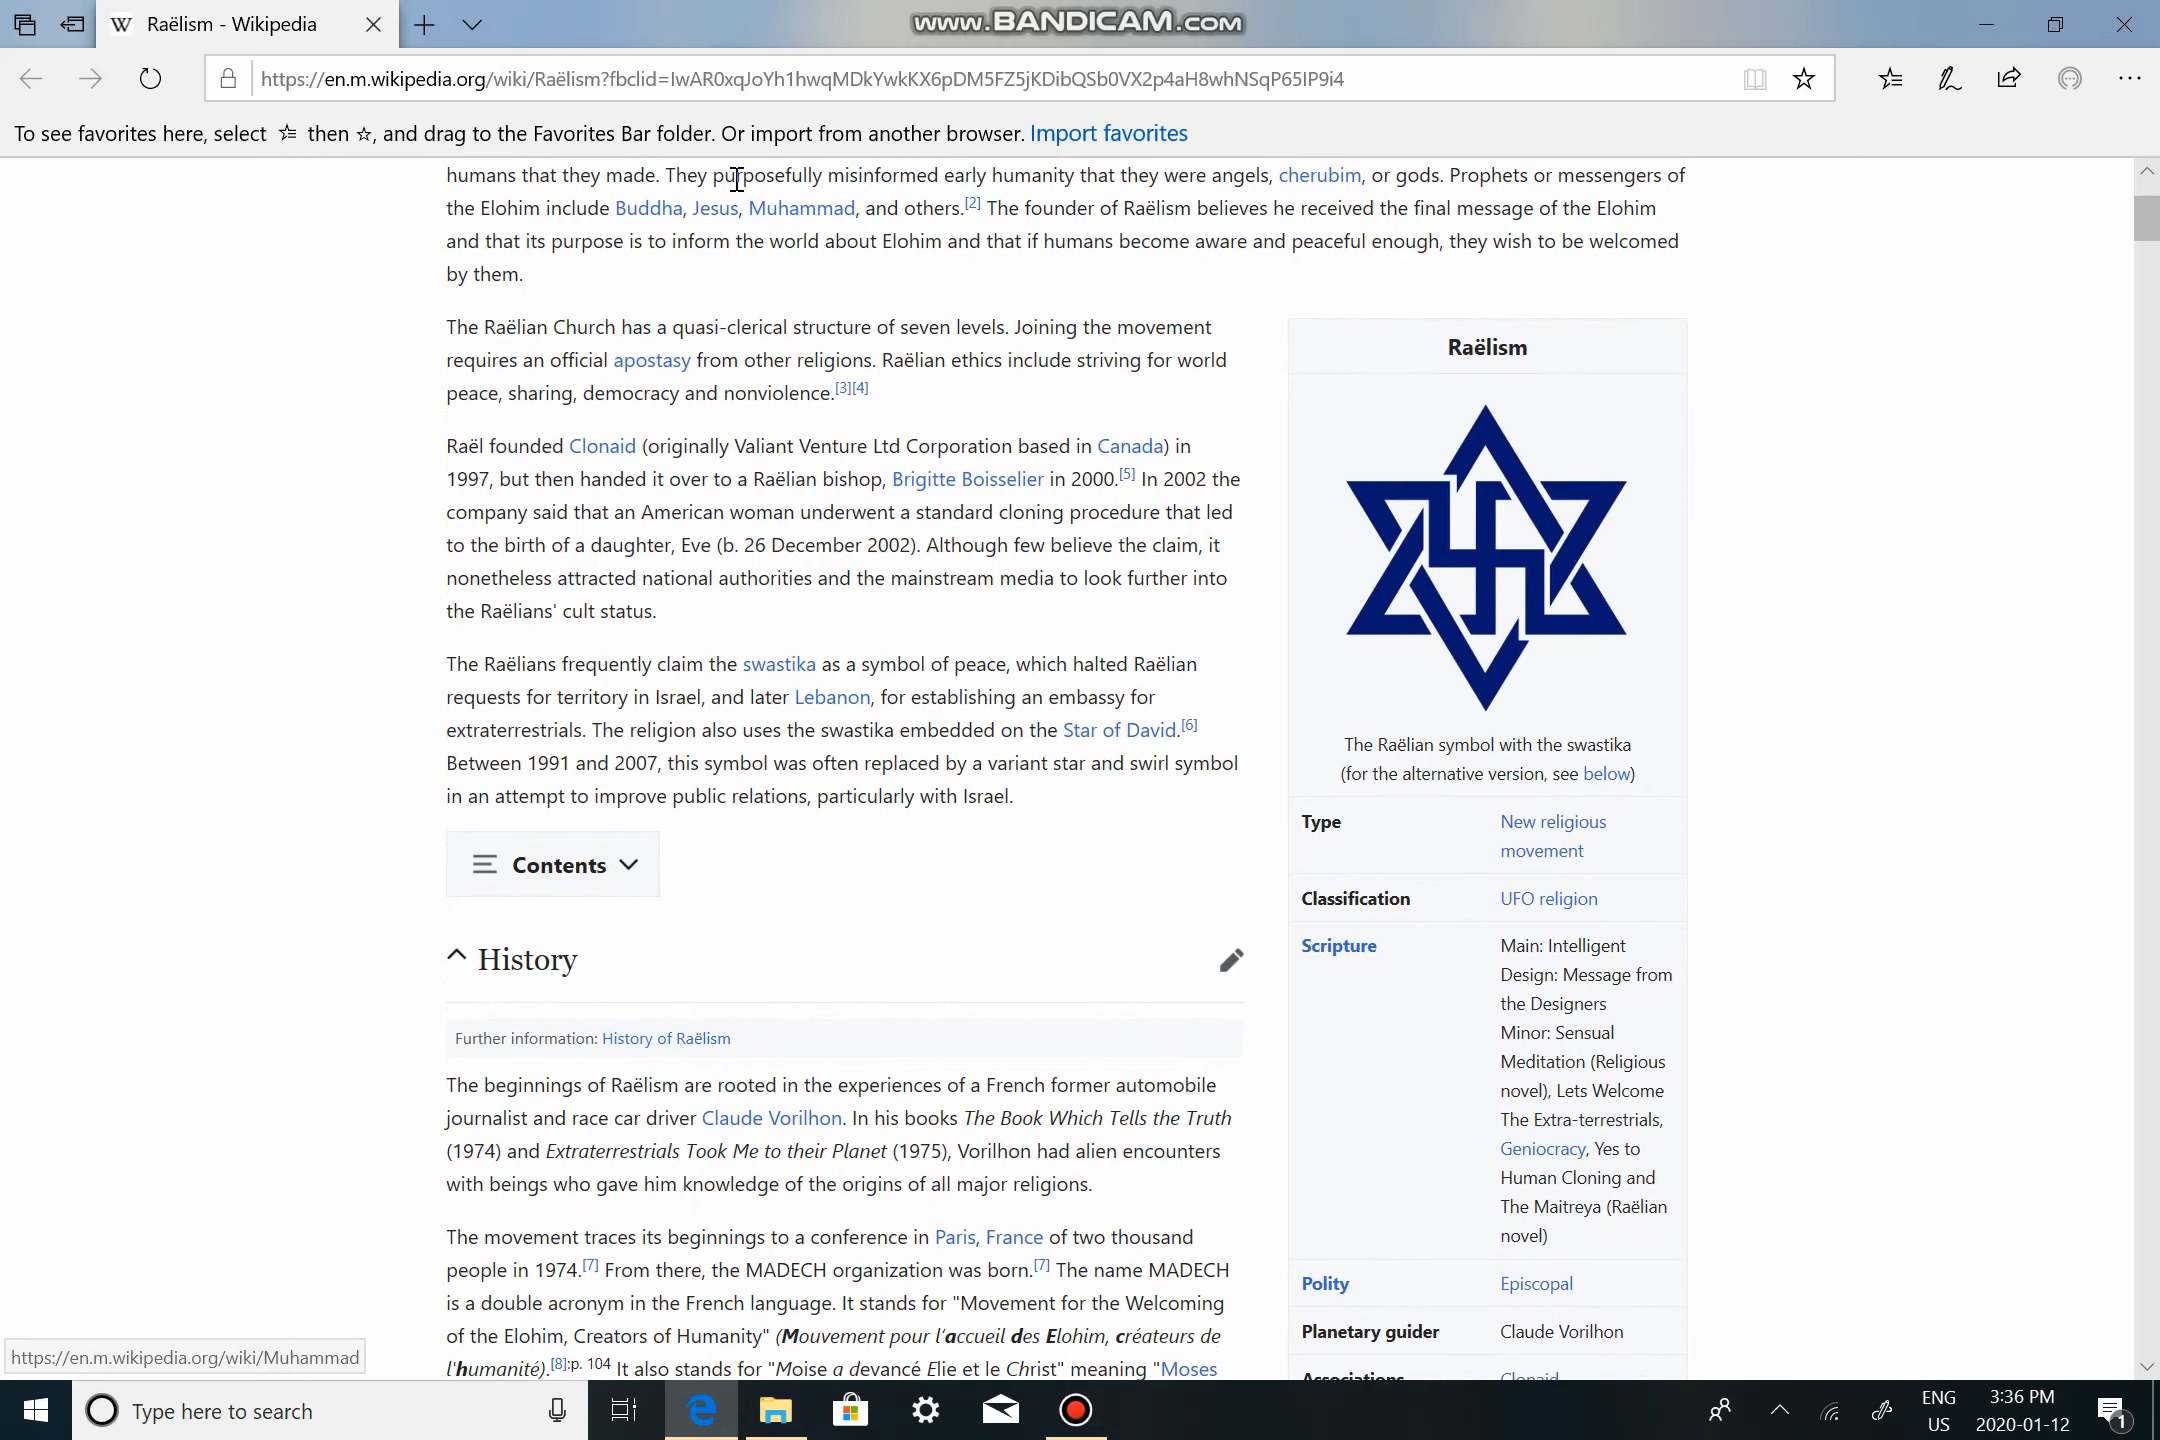 Raëlism - Wikipedia
www.BANDICAM.com
https://en.m.wikipedia.org/wiki/Raëlism?fbclid=IwAR0xqJoYh1hwqMDkYwkKX6pDM5FZ5jKDibQSb0VX2p4aH8whNSqP65IP9i4
To see favorites here, select then ☆, and drag to the Favorites Bar folder. Or import from another browser. Import favorites
humans that they made. They purposefully misinformed early humanity that they were angels, cherubim, or gods. Prophets or messengers of
the Elohim include Buddha, Jesus, Muhammad, and others.[2] The founder of Raëlism believes he received the final message of the Elohim
and that its purpose is to inform the world about Elohim and that if humans become aware and peaceful enough, they wish to be welcomed
by them.
The Raëlian Church has a quasi-clerical structure of seven levels. Joining the movement
requires an official apostasy from other religions. Raëlian ethics include striving for world
peace, sharing, democracy and nonviolence.[3][4]
Raël founded Clonaid (originally Valiant Venture Ltd Corporation based in Canada) in
1997, but then handed it over to a Raëlian bishop, Brigitte Boisselier in 2000.[5] In 2002 the
company said that an American woman underwent a standard cloning procedure that led
to the birth of a daughter, Eve (b. 26 December 2002). Although few believe the claim, it
nonetheless attracted national authorities and the mainstream media to look further into
the Raëlians' cult status.
The Raëlians frequently claim the swastika as a symbol of peace, which halted Raëlian
requests for territory in Israel, and later Lebanon, for establishing an embassy for
extraterrestrials. The religion also uses the swastika embedded on the Star of David.[6]
Between 1991 and 2007, this symbol was often replaced by a variant star and swirl symbol
in an attempt to improve public relations, particularly with Israel.
Contents
History
Further information: History of Raëlism
The beginnings of Raëlism are rooted in the experiences of a French former automobile
journalist and race car driver Claude Vorilhon. In his books The Book Which Tells the Truth
(1974) and Extraterrestrials Took Me to their Planet (1975), Vorilhon had alien encounters
with beings who gave him knowledge of the origins of all major religions.
The movement traces its beginnings to a conference in Paris, France of two thousand
people in 1974.[7] From there, the MADECH organization was born.[7] The name MADECH
is a double acronym in the French language. It stands for "Movement for the Welcoming
of the Elohim, Creators of Humanity" (Mouvement pour l'accueil des Elohim, créateurs de
l'humanité).[8]:p. 104 It also stands for "Moise a devancé Elie et le Christ" meaning "Moses
Raëlism
The Raëlian symbol with the swastika
(for the alternative version, see below)
Type New religious
movement
Classification UFO religion
Scripture Main: Intelligent
Design: Message from
the Designers
Minor: Sensual
Meditation (Religious
novel), Lets Welcome
The Extra-terrestrials,
Geniocracy, Yes to
Human Cloning and
The Maitreya (Raëlian
novel)
Polity Episcopal
Planetary guider Claude Vorilhon
Associations Clonaid
https://en.m.wikipedia.org/wiki/Muhammad
Type here to search
ENG
US
3:36 PM
2020-01-12
1